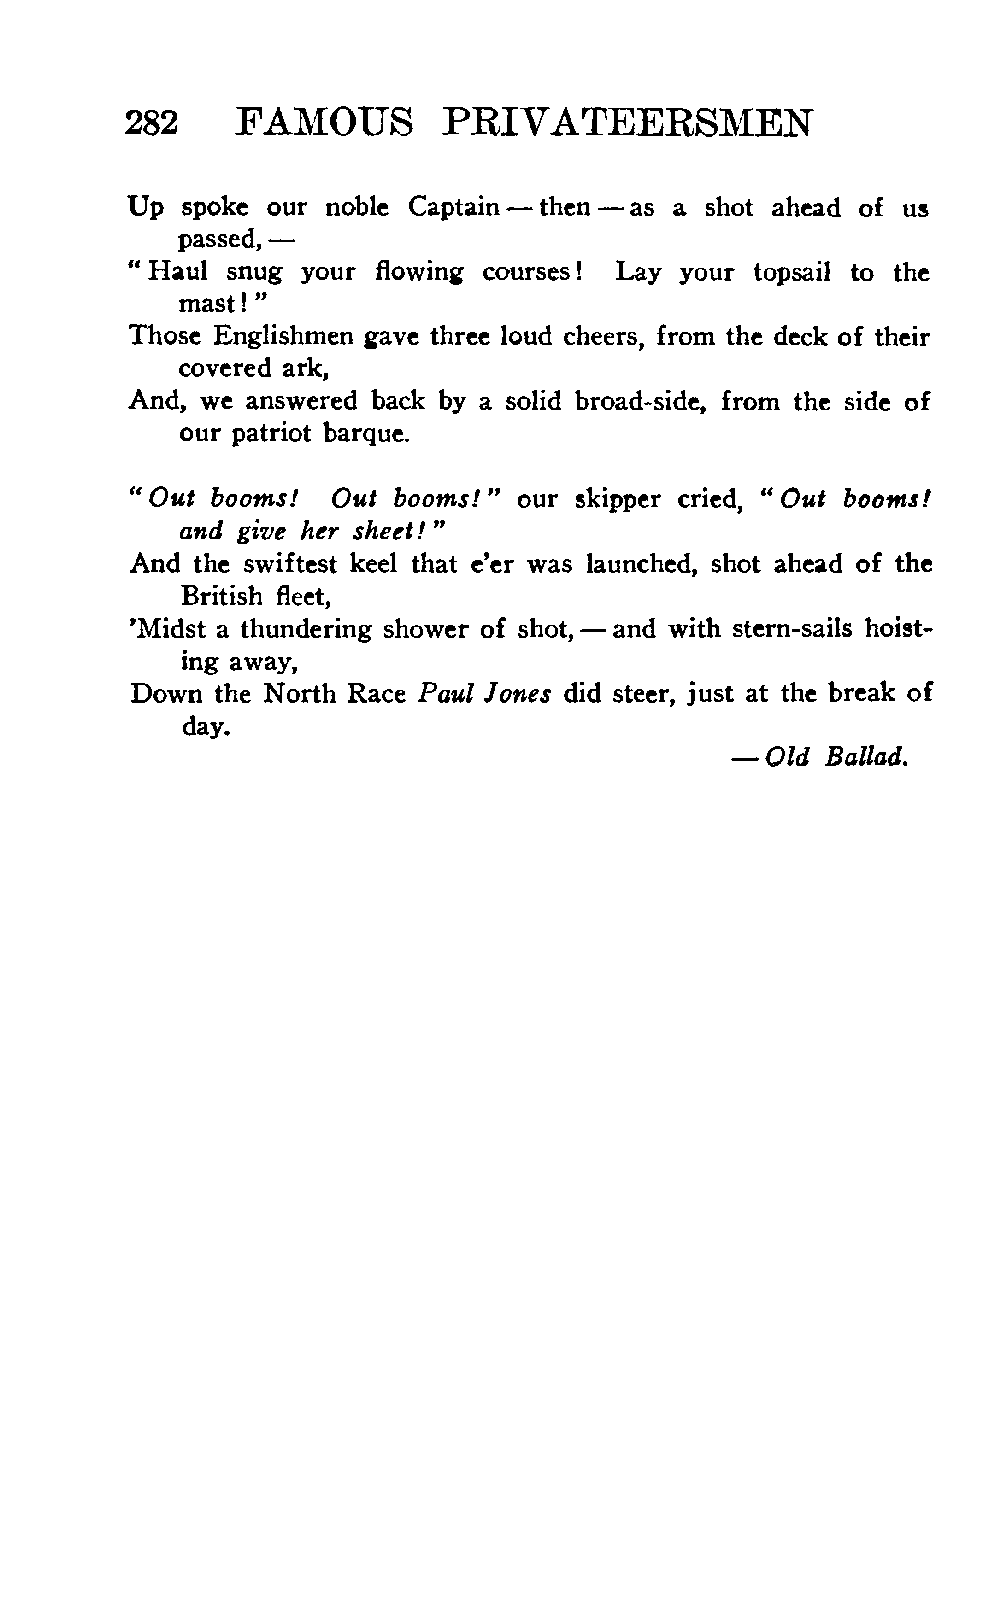 282 FAMOUS PRIVATEERSMEN
Up spoke our noble Captain — then — as a shot ahead of us
passed, —
“Haul snug your flowing courses! Lay your topsail to the
mast!”
Those Englishmen gave three loud cheers, from the deck of their
covered ark,
And, we answered back by a solid broad-side, from the side of
our patriot barque.
“Out booms! Out booms!” our skipper cried, “Out booms!
and give her sheet!”
And the swiftest keel that e’er was launched, shot ahead of the
British fleet,
’Midst a thundering shower of shot, — and with stern-sails hoist-
ing away,
Down the North Race Paul Jones did steer, just at the break of
day.
— Old Ballad.